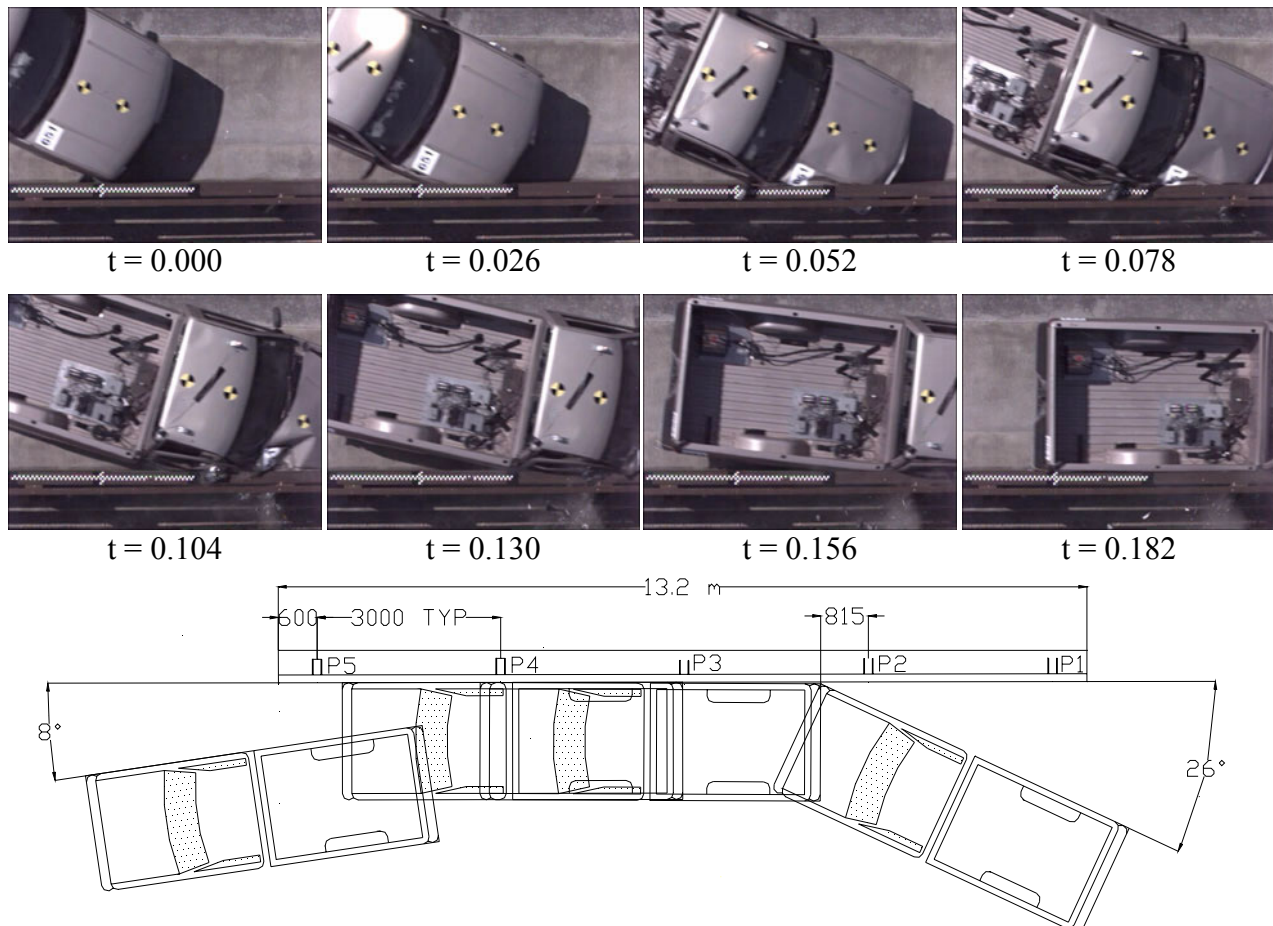 t = 0.000 t = 0.026 t = 0.052 t = 0.078
t = 0.104 t = 0.130 t = 0.156 t = 0.182
13.2 m
600 3000 TYP 815
P5 P4 P3 P2 P1
8°
26°